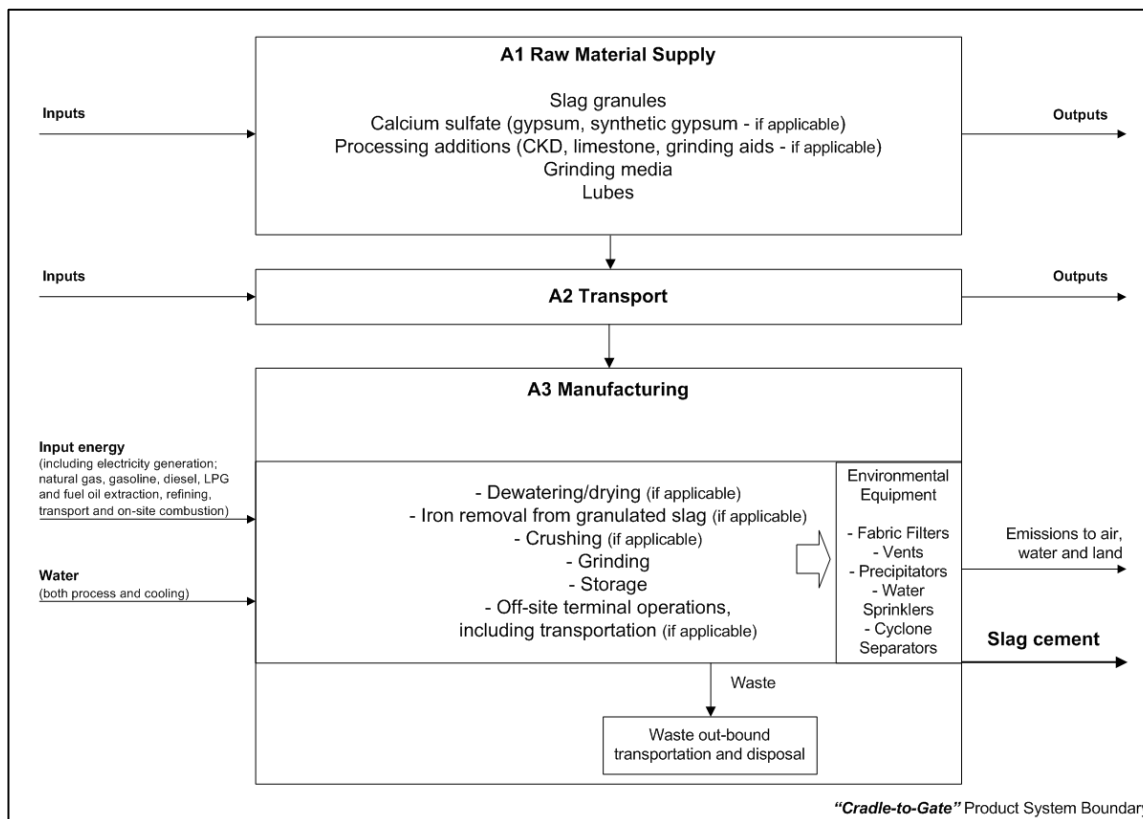 A1 Raw Material Supply
Slag granules
Calcium sulfate (gypsum, synthetic gypsum - if applicable)
Processing additions (CKD, limestone, grinding aids - if applicable)
Grinding media
Lubes
Inputs
Outputs
Inputs
A2 Transport
Outputs
A3 Manufacturing
Input energy
(including electricity generation;
natural gas, gasoline, diesel, LPG
and fuel oil extraction, refining,
transport and on-site combustion)
Water
(both process and cooling)
- Dewatering/drying (if applicable)
- Iron removal from granulated slag (if applicable)
- Crushing (if applicable)
- Grinding
- Storage
- Off-site terminal operations,
including transportation (if applicable)
Environmental
Equipment
- Fabric Filters
- Vents
- Precipitators
- Water
Sprinklers
- Cyclone
Separators
Emissions to air,
water and land
Slag cement
Waste
Waste out-bound
transportation and disposal
“Cradle-to-Gate” Product System Boundary